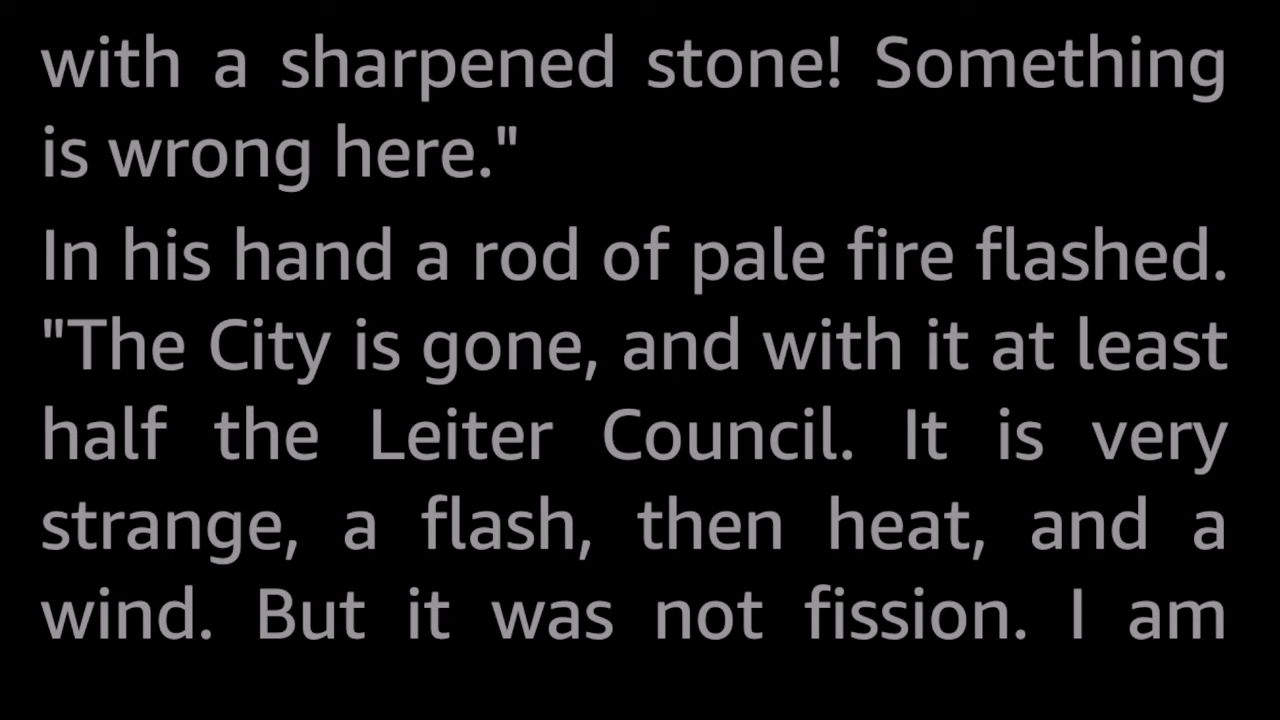 with a sharpened stone! Something
is wrong here."
In his hand a rod of pale fire flashed.
"The City is gone, and with it at least
half the Leiter Council. It is very
strange, a flash, then heat, and a
wind. But it was not fission. I am